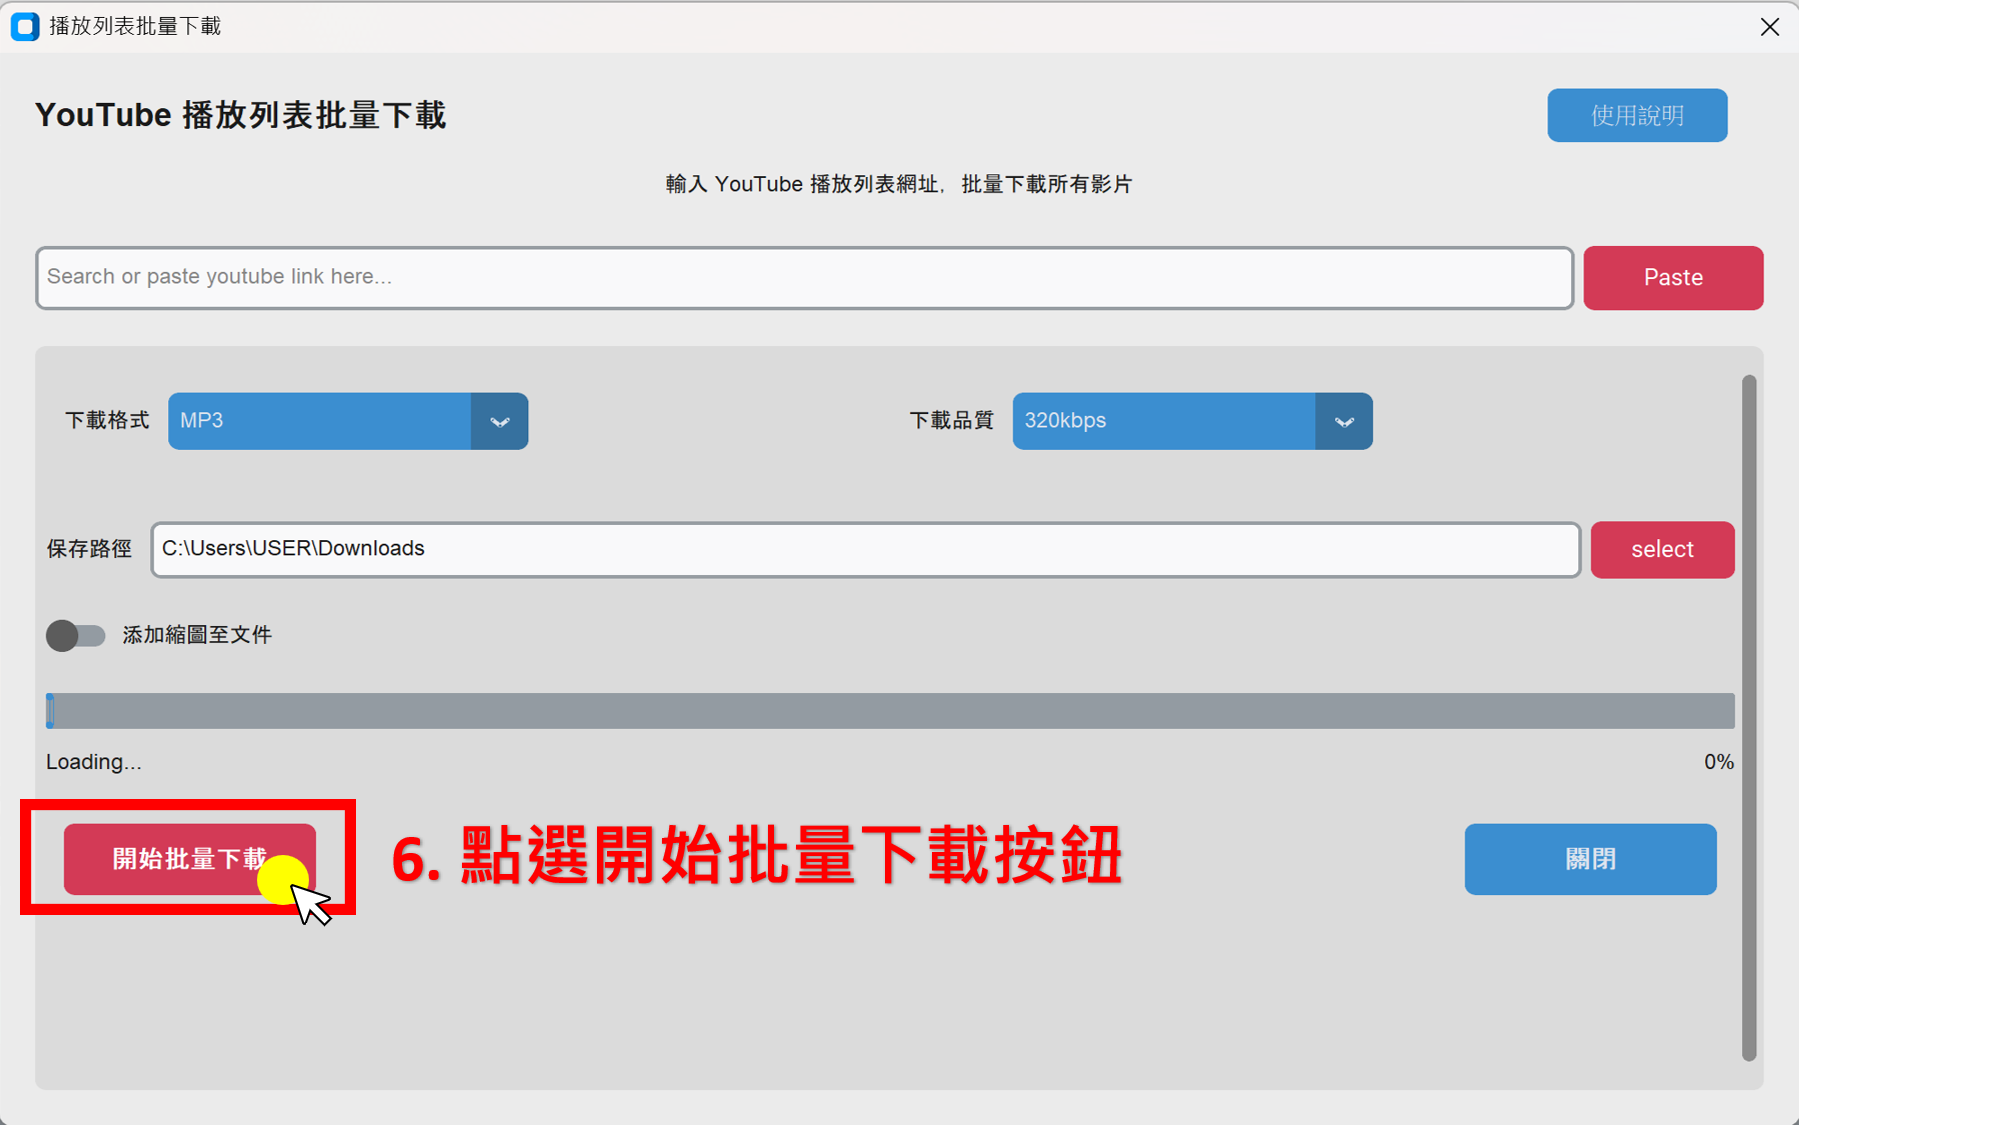 播放列表批量下載
YouTube 播放列表批量下載
使用說明
輸入 YouTube 播放列表網址，批量下載所有影片
Search or paste youtube link here...
Paste
下載格式
MP3
下載品質
320kbps
保存路徑
C:\Users\USER\Downloads
select
添加縮圖至文件
Loading...
0%
開始批量下載
6. 點選開始批量下載按鈕
關閉